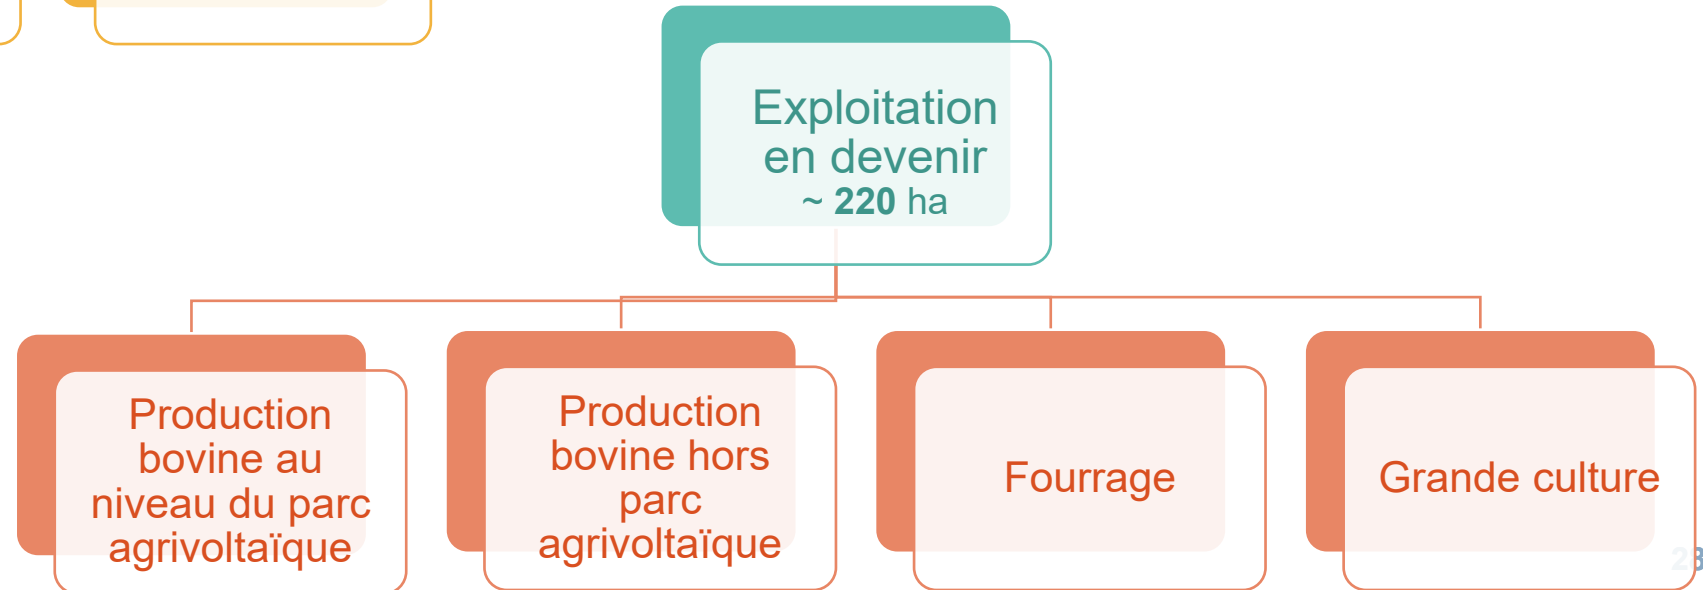 Exploitation
en devenir
~ 220 ha
Production
bovine au
niveau du parc
agrivoltaïque
Production
bovine hors
parc
agrivoltaïque
Fourrage
Grande culture
28